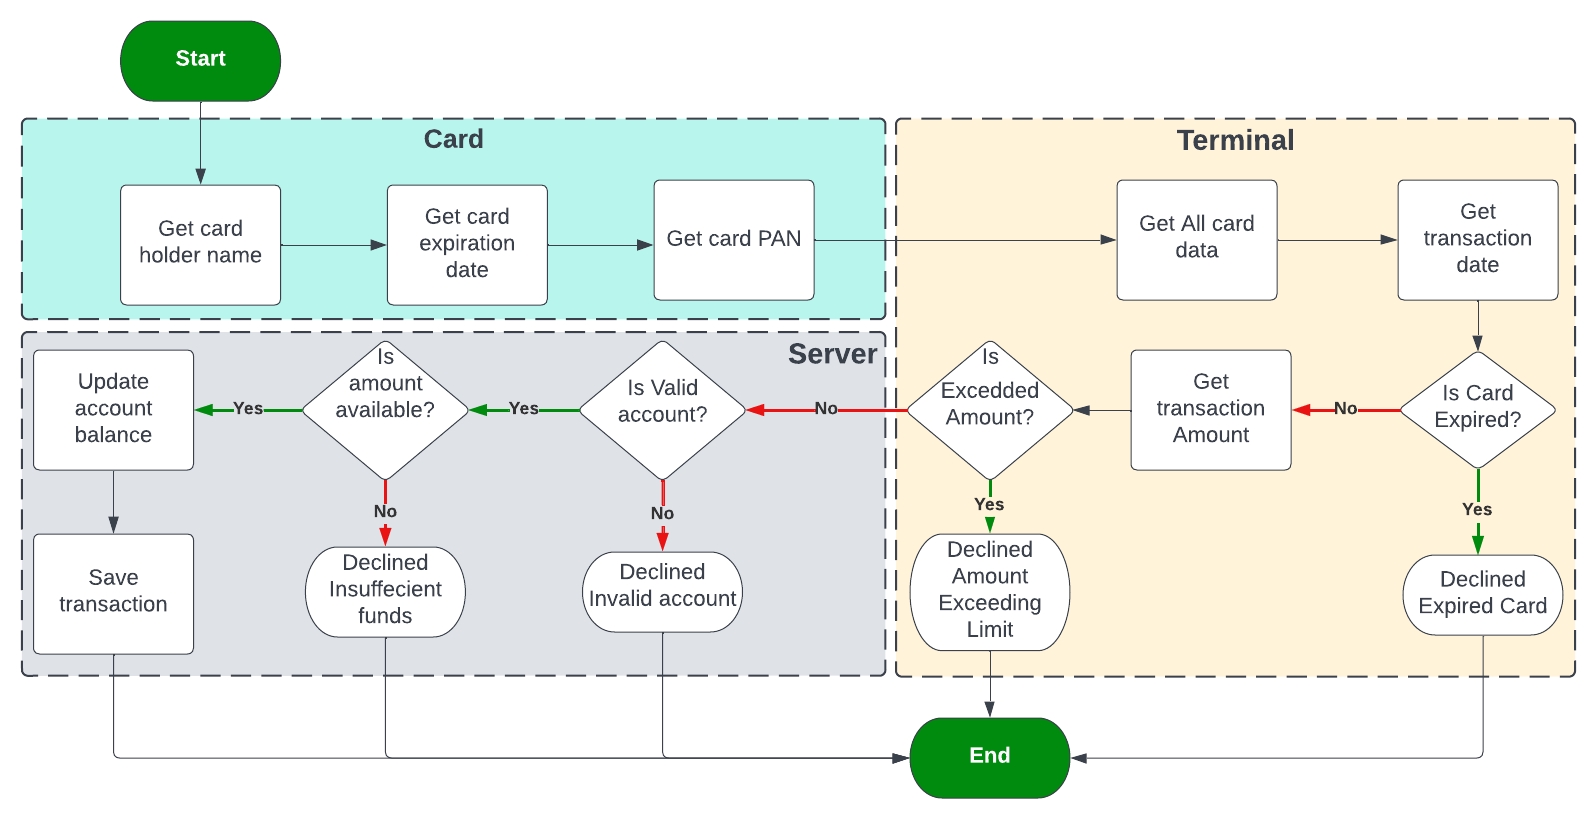 Start
Card
Get card
holder name
Get card
expiration
date
Get card PAN
Terminal
Get All card
data
Get
transaction
date
Is Card
Expired?
No
Yes
Declined
Expired Card
Get
transaction
Amount
Is
Excedded
Amount?
No
Yes
Declined
Amount
Exceeding
Limit
Server
Is Valid
account?
Yes
No
Declined
Invalid account
Is
amount
available?
Yes
No
Declined
Insuffecient
funds
Update
account
balance
Save
transaction
End